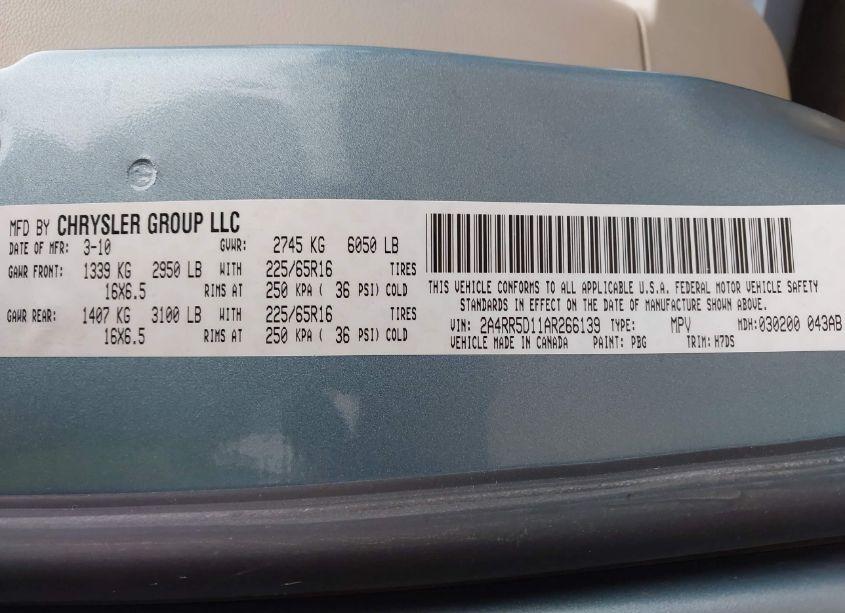 MFD BY CHRYSLER GROUP LLC
DATE OF MFR: 3-10 GVWR: 2745 KG 6050 LB
GAWR FRONT: 1339 KG 2950 LB WITH 225/65R16 TIRES
16X6.5 RIMS AT 250 KPA ( 36 PSI) COLD
GAWR REAR: 1407 KG 3100 LB WITH 225/65R16 TIRES
16X6.5 RIMS AT 250 KPA ( 36 PSI) COLD
THIS VEHICLE CONFORMS TO ALL APPLICABLE U.S.A. FEDERAL MOTOR VEHICLE SAFETY
STANDARDS IN EFFECT ON THE DATE OF MANUFACTURE SHOWN ABOVE.
VIN: 2A4RR5D11AR266139 TYPE: MPV MDH:030200 043AB
VEHICLE MADE IN CANADA PAINT: PBG TRIM: H7DS